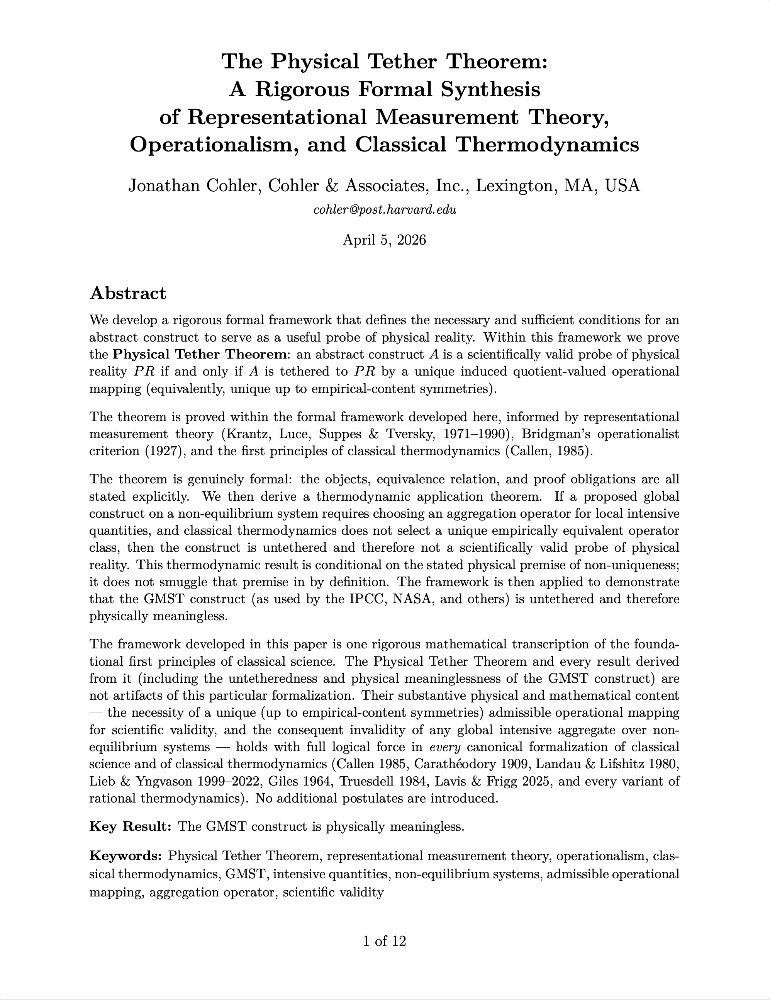 The Physical Tether Theorem:
A Rigorous Formal Synthesis
of Representational Measurement Theory,
Operationalism, and Classical Thermodynamics
Jonathan Cohler, Cohler & Associates, Inc., Lexington, MA, USA
cohler@post.harvard.edu
April 5, 2026
Abstract
We develop a rigorous formal framework that defines the necessary and sufficient conditions for an
abstract construct to serve as a useful probe of physical reality. Within this framework we prove
the Physical Tether Theorem: an abstract construct A is a scientifically valid probe of physical
reality PR if and only if A is tethered to PR by a unique induced quotient-valued operational
mapping (equivalently, unique up to empirical-content symmetries).
The theorem is proved within the formal framework developed here, informed by representational
measurement theory (Krantz, Luce, Suppes & Tversky, 1971–1990), Bridgman’s operationalist
criterion (1927), and the first principles of classical thermodynamics (Callen, 1985).
The theorem is genuinely formal: the objects, equivalence relation, and proof obligations are all
stated explicitly. We then derive a thermodynamic application theorem. If a proposed global
construct on a non-equilibrium system requires choosing an aggregation operator for local intensive
quantities, and classical thermodynamics does not select a unique empirically equivalent operator
class, then the construct is untethered and therefore not a scientifically valid probe of physical
reality. This thermodynamic result is conditional on the stated physical premise of non-uniqueness;
it does not smuggle that premise in by definition. The framework is then applied to demonstrate
that the GMST construct (as used by the IPCC, NASA, and others) is untethered and therefore
physically meaningless.
The framework developed in this paper is one rigorous mathematical transcription of the founda-
tional first principles of classical science. The Physical Tether Theorem and every result derived
from it (including the untetheredness and physical meaninglessness of the GMST construct) are
not artifacts of this particular formalization. Their substantive physical and mathematical content
— the necessity of a unique (up to empirical-content symmetries) admissible operational mapping
for scientific validity, and the consequent invalidity of any global intensive aggregate over non-
equilibrium systems — holds with full logical force in every canonical formalization of classical
science and of classical thermodynamics (Callen 1985, Carathéodory 1909, Landau & Lifshitz 1980,
Lieb & Yngvason 1999–2022, Giles 1964, Truesdell 1984, Lavis & Frigg 2025, and every variant of
rational thermodynamics). No additional postulates are introduced.
Key Result: The GMST construct is physically meaningless.
Keywords: Physical Tether Theorem, representational measurement theory, operationalism, clas-
sical thermodynamics, GMST, intensive quantities, non-equilibrium systems, admissible operational
mapping, aggregation operator, scientific validity
1 of 12